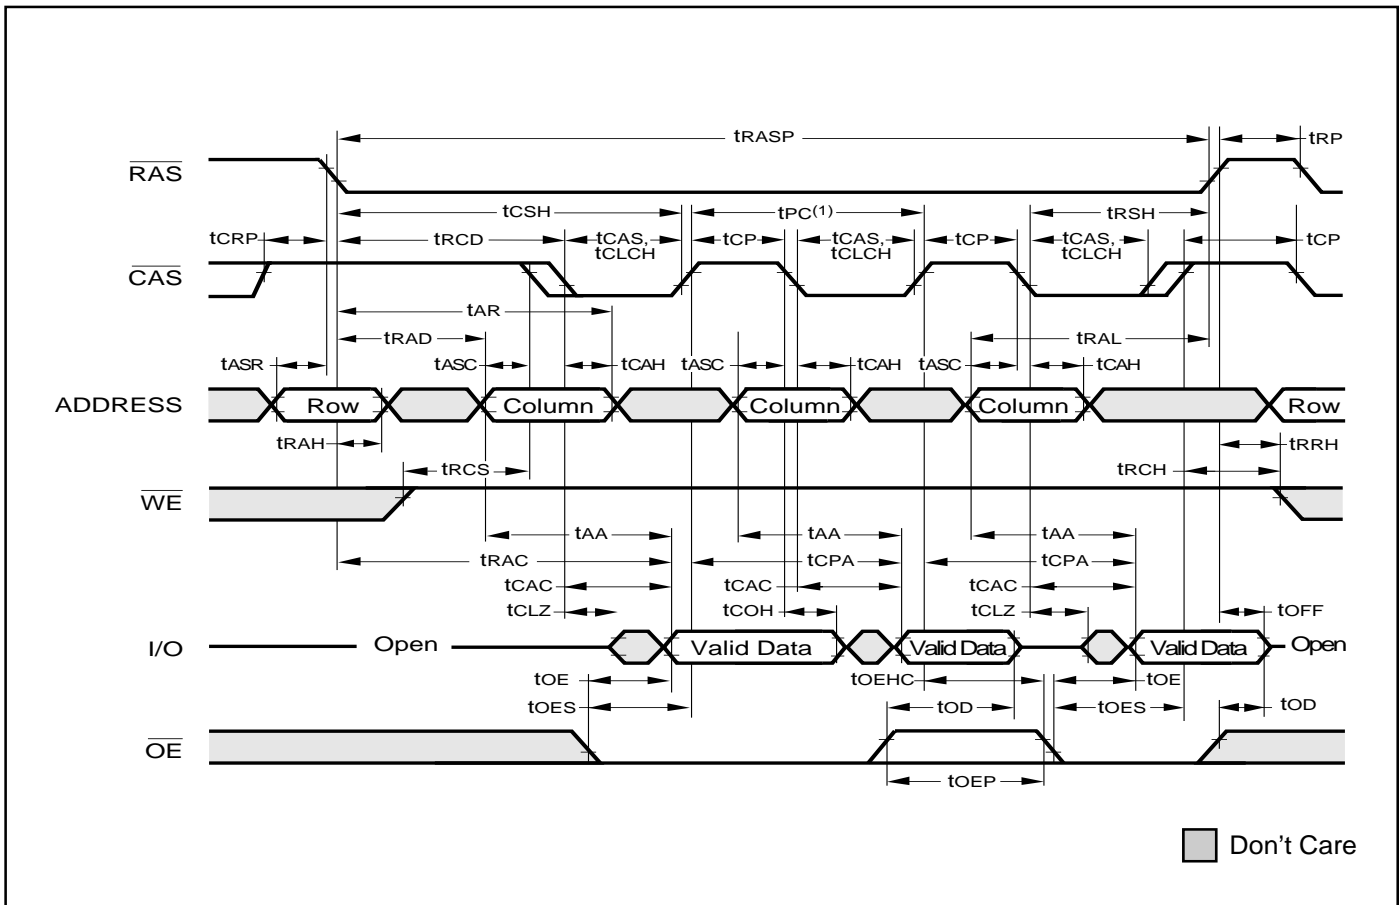 tRASP
tRP
RAS
tCSH
tPC(1)
tRSH
tCRP
tRCD
tCAS,
tCLCH
tCP
tCAS,
tCLCH
tCP
tCAS,
tCLCH
tCP
CAS
tAR
tRAD
tRAL
tASR
tASC
tCAH
tASC
tCAH
tASC
tCAH
ADDRESS
Row
Column
Column
Column
Row
tRAH
tRRH
tRCS
tRCH
WE
tAA
tAA
tAA
tRAC
tCPA
tCPA
tCAC
tCAC
tCAC
tCLZ
tCOH
tCLZ
tOFF
I/O
Open
Valid Data
Valid Data
Valid Data
Open
tOE
tOEHC
tOE
tOES
tOD
tOES
tOD
OE
tOEP
Don't Care